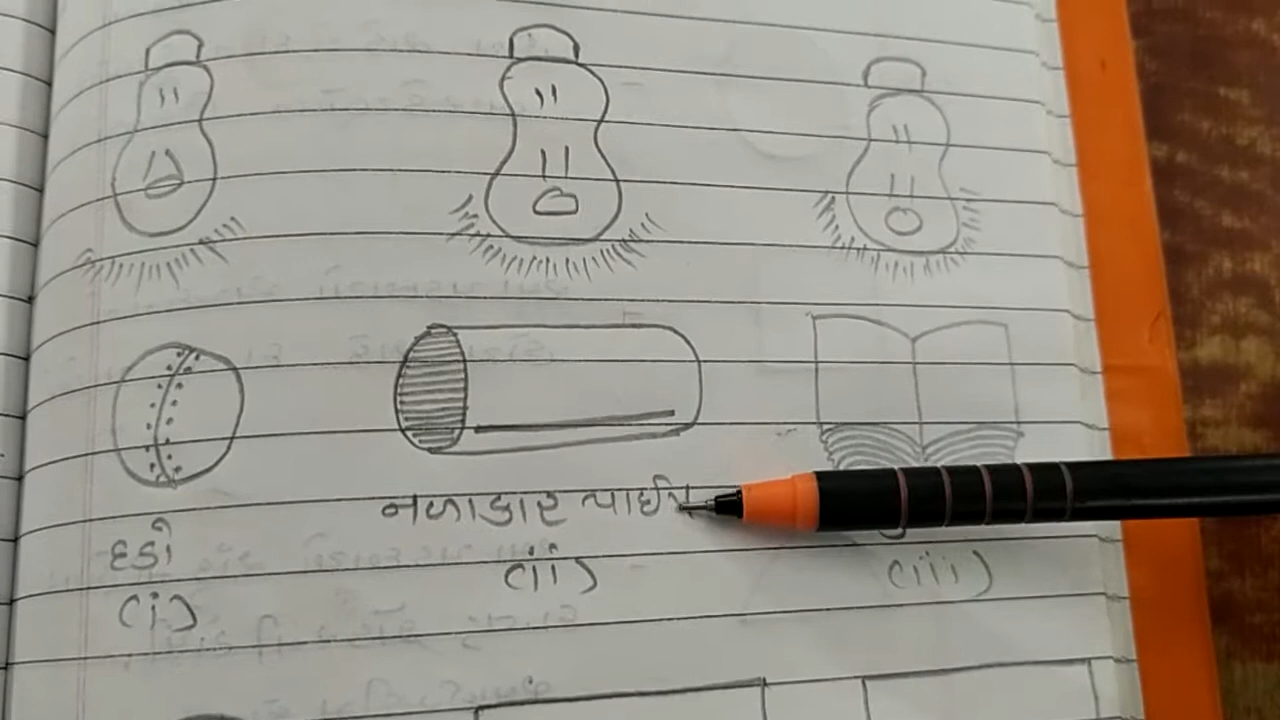 નળાકાર પાઈપ
દડો
(i)
(ii)
(iii)